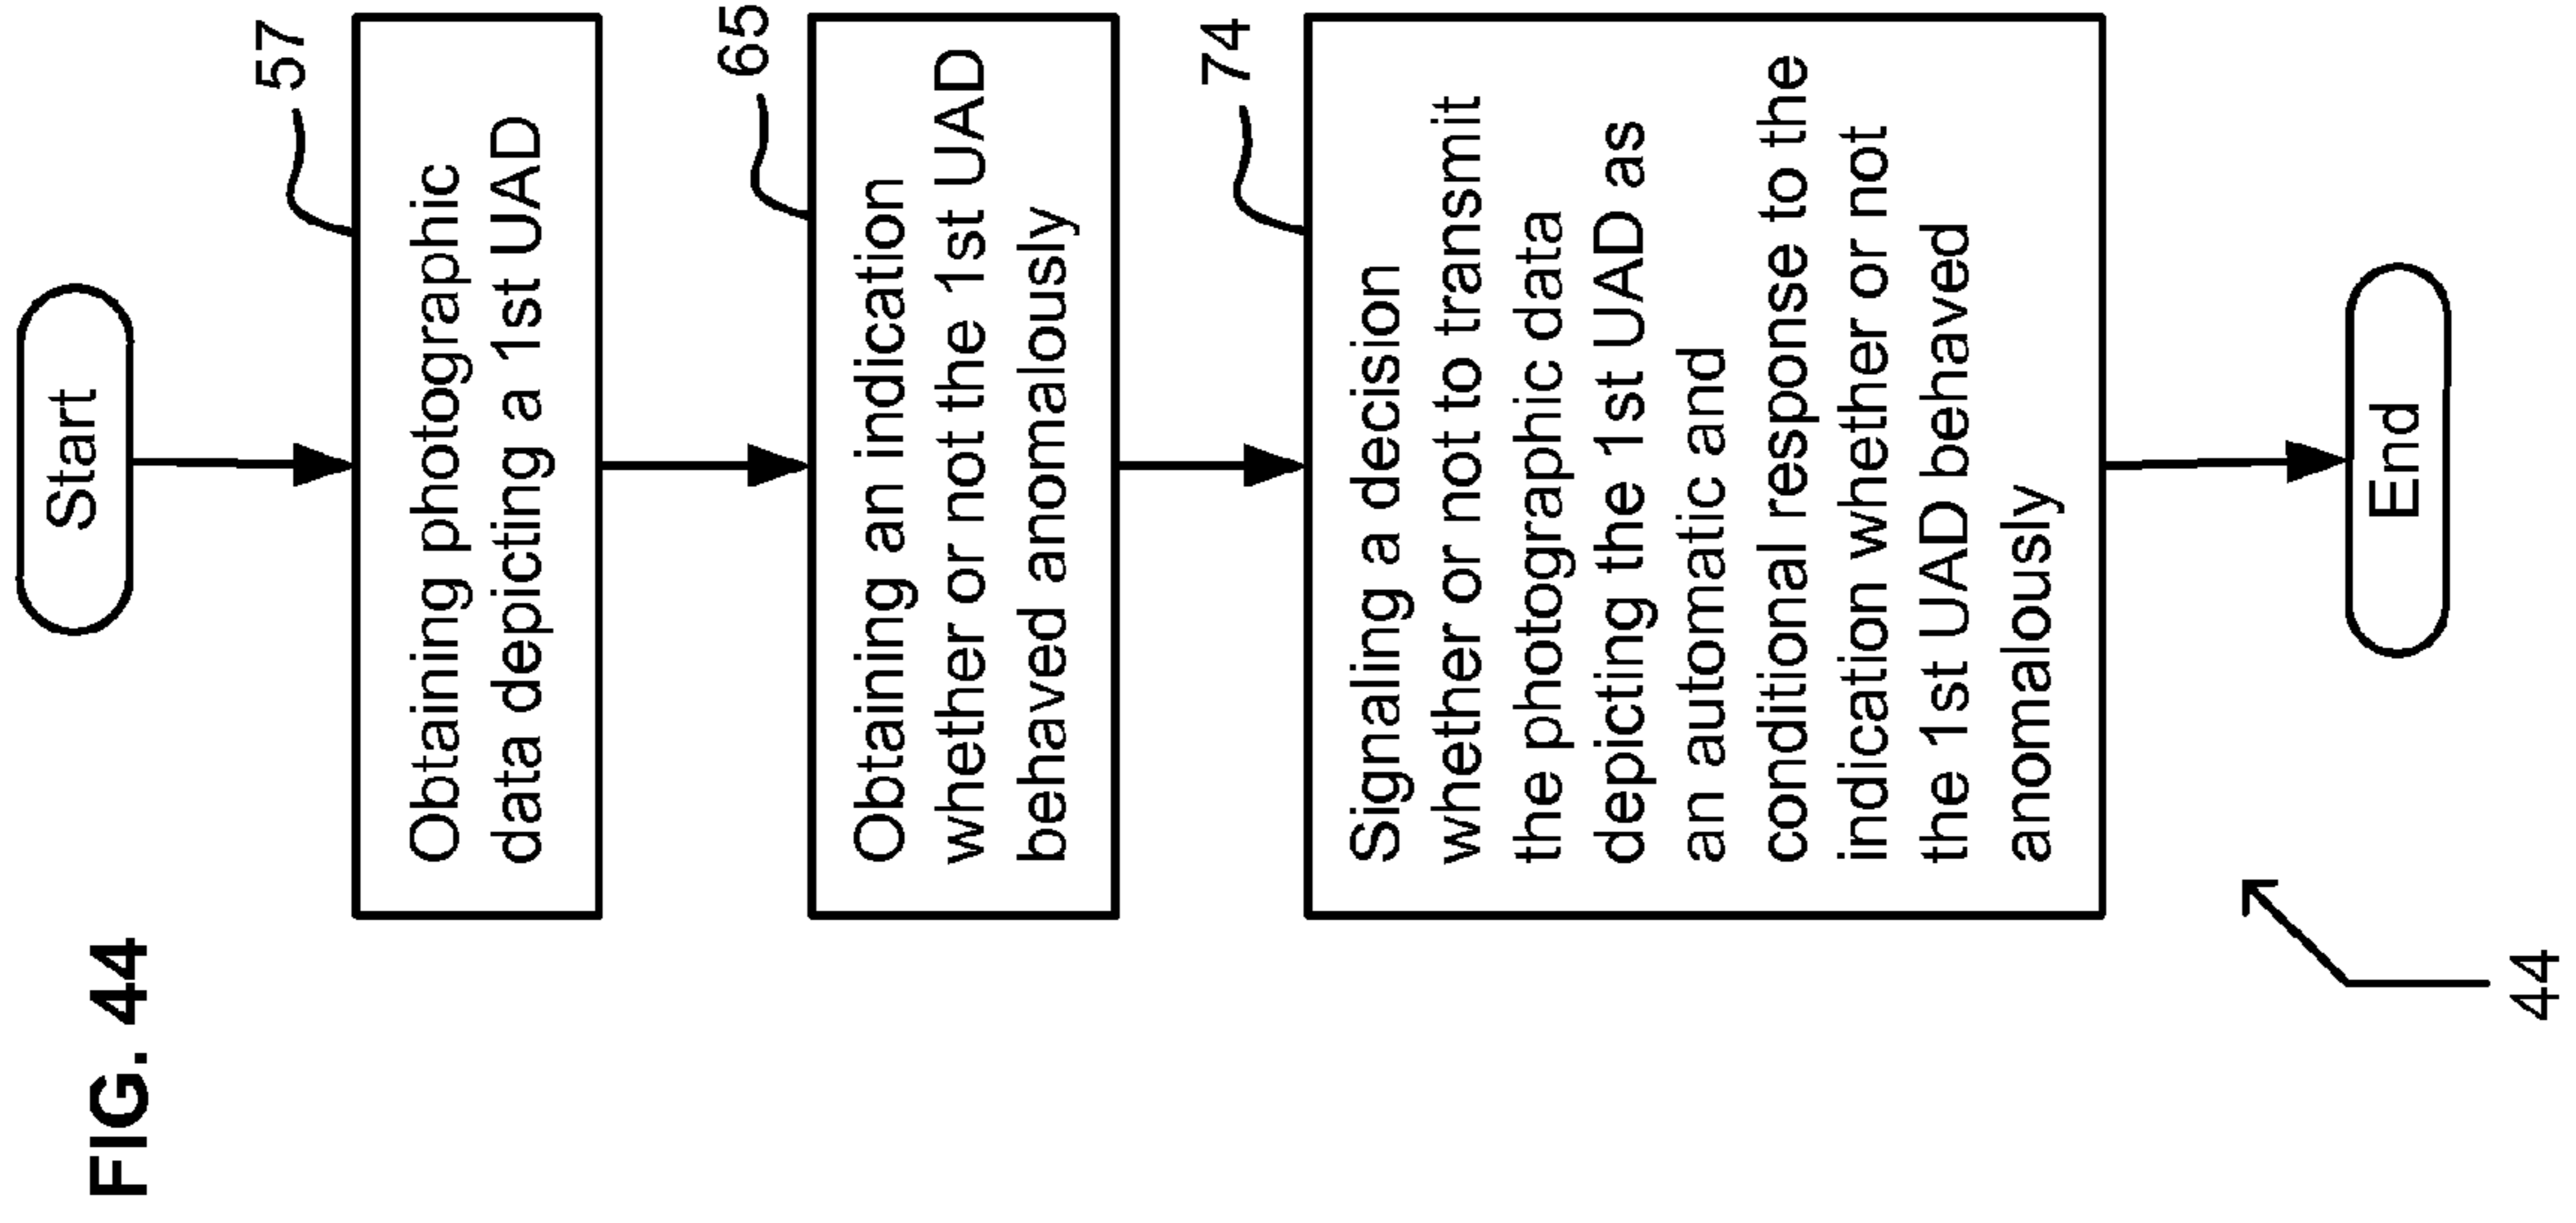 FIG. 44
Start
57
Obtaining photographic
data depicting a 1st UAD
65
Obtaining an indication
whether or not the 1st UAD
behaved anomalously
74
Signaling a decision
whether or not to transmit
the photographic data
depicting the 1st UAD as
an automatic and
conditional response to the
indication whether or not
the 1st UAD behaved
anomalously
End
44